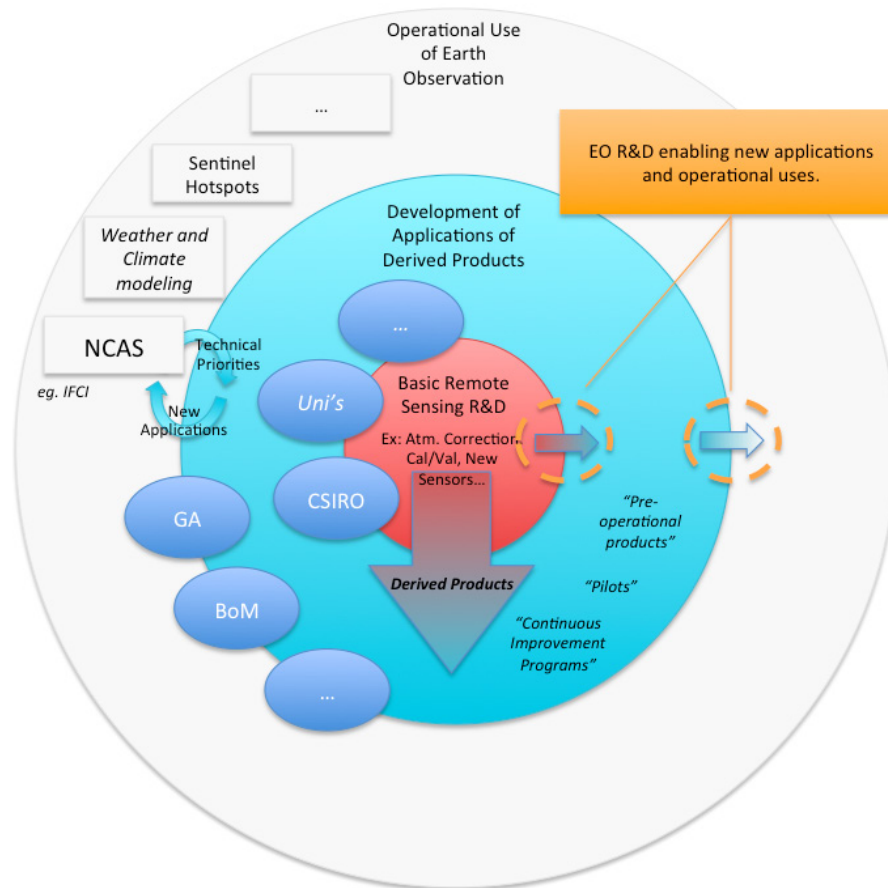 Operational Use
of Earth
Observation
…
Sentinel
Hotspots
EO R&D enabling new applications
and operational uses.
Weather and
Climate
modeling
Development of
Applications of
Derived Products
NCAS
eg. IFCI
Technical
Priorities
New
Applications
…
Uni's
Basic Remote
Sensing R&D
Ex: Atm. Correction,
Cal/Val, New
Sensors…
CSIRO
GA
BoM
…
Derived Products
“Pre-
operational
products”
“Pilots”
“Continuous
Improvement
Programs”